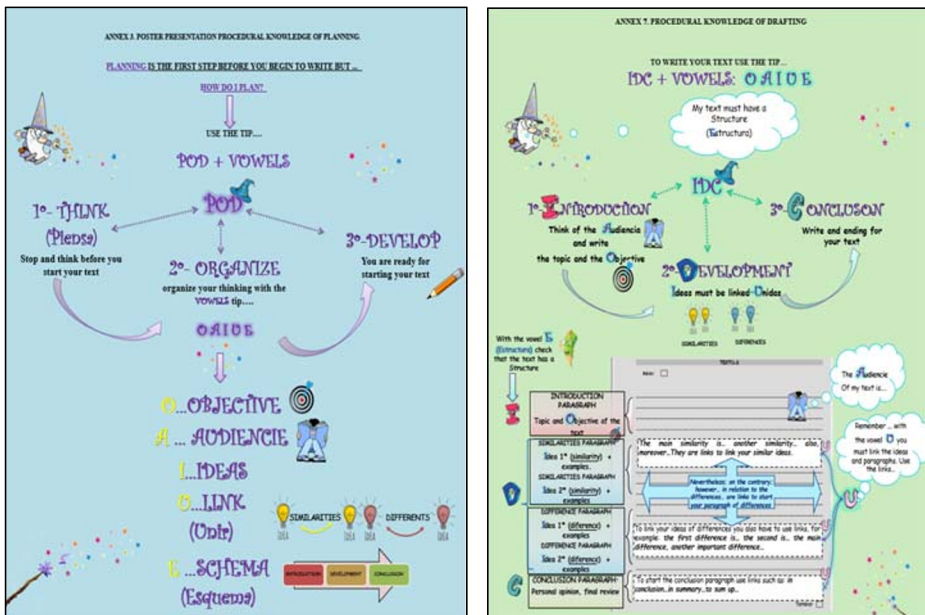 ANNEX 3. POSTER PRESENTATION PROCEDURAL KNOWLEDGE OF PLANNING.
PLANNING IS THE FIRST STEP BEFORE YOU BEGIN TO WRITE BUT ...
HOW DO I PLAN?
USE THE TIP....
POD + VOWELS
POD
1º- THINK
(Piensa)
Stop and think before you
start your text
2º- ORGANIZE
organize your thinking with the
VOWELS tip....
3º-DEVELOP
You are ready for
starting your text
O A I U E
O...OBJECTIVE
A ... AUDIENCIE
I...IDEAS
...LINK
(Unir)
SIMILARITIES
DIFFERENTS
IDEA
IDEA
IDEA
IDEA
E ...SCHEMA
(Esquema)
INTRODUCTION
DEVELOPMENT
CONCLUSION
ANNEX 7. PROCEDURAL KNOWLEDGE OF DRAFTING
TO WRITE YOUR TEXT USE THE TIP...
IDC + VOWELS: O A I U E
My text must have a
Structure
(Estructura)
IDC
1º-INTRODUCTION
Think of the Audiencia
and write
the topic and the Objective
2º-DEVELOPMENT
Ideas must be linked-Unidas
3º-CONCLUSON
Write and ending for
your text
SIMILARITIES
DIFERENCES
With the vowel E
(Estructura) check
that the text has a
Structure
The Audiencie
Of my text is...
Remember ... with
the vowel U you
must link the ideas
and paragraphs. Use
the links...
I
INTRODUCTION
PARAGRAPH
Topic and Objective of the
text
D
SIMILARITIES PARAGRAPH
Idea 1ª (similarity) +
examples.
SIMILARITIES PARAGRAPH
Idea 2ª (similarity) +
examples
The main similarity is... another similarity... also,
moreover...They are links to link your similar ideas.
Nevertheless; on the contrary;
however... in relation to the
differences... are links to start
your paragraph of differences
U
DIFFERENCE PARAGRAPH
Idea 1ª (diference) +
examples
DIFFERENCE PARAGRAPH
Idea 2ª (diference) +
examples
To link your ideas of differences you also have to use links, for
example: the first difference is... the second is... the main
difference, another important difference...
C
CONCLUSION PARAGRAPH:
Personal opinion, final review
To start the conclusion paragraph use links such as: in
conclusion...in summary...to sum up...